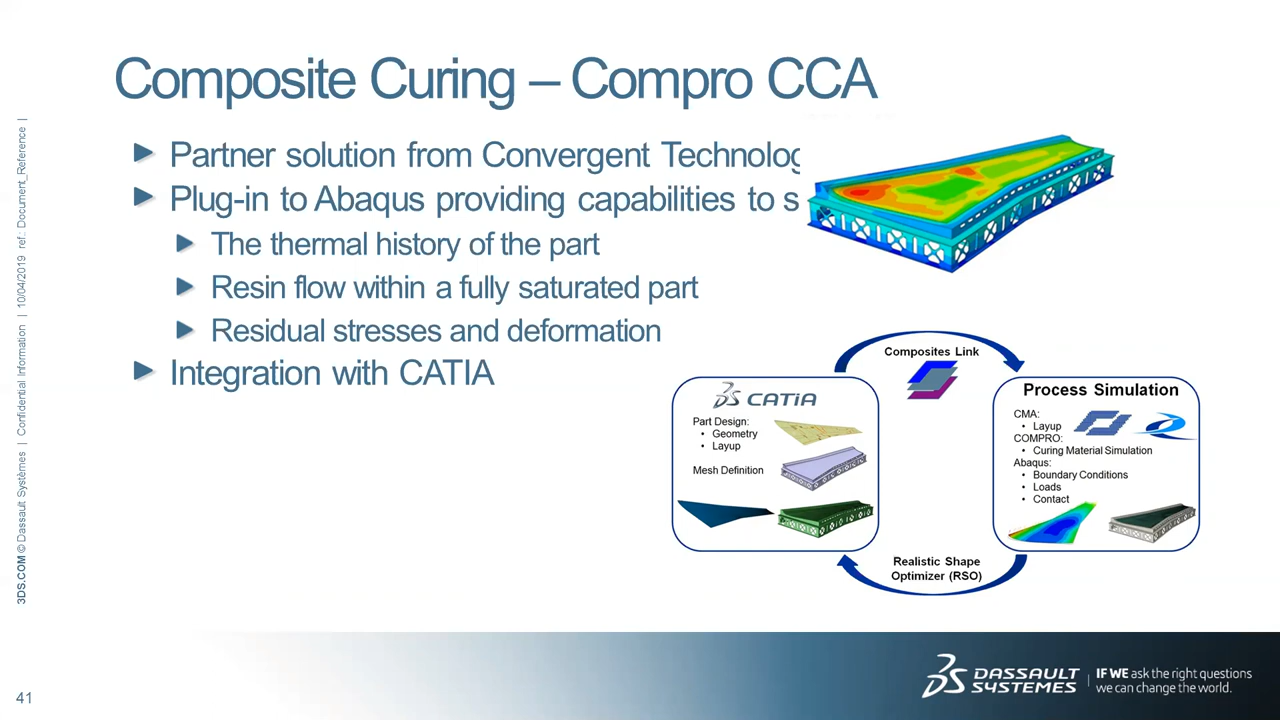 Composite Curing – Compro CCA
Partner solution from Convergent
Plug-in to Abaqus providing capabilities to
The thermal history of the part
Resin flow within a fully saturated part
Residual stresses and deformation
Integration with CATIA
Composites Link
CATIA
Part Design:
• Geometry
• Layup
Mesh Definition
Process Simulation
CMA:
• Layup
COMPRO:
• Curing Material Simulation
Abaqus:
• Boundary Conditions
• Loads
• Contact
Realistic Shape
Optimizer (RSO)
3DS.COM © Dassault Systèmes | Confidential Information | 10/04/2019 ref.: Document_Reference |
41
DASSAULT
SYSTEMES
IF WE ask the right questions
we can change the world.